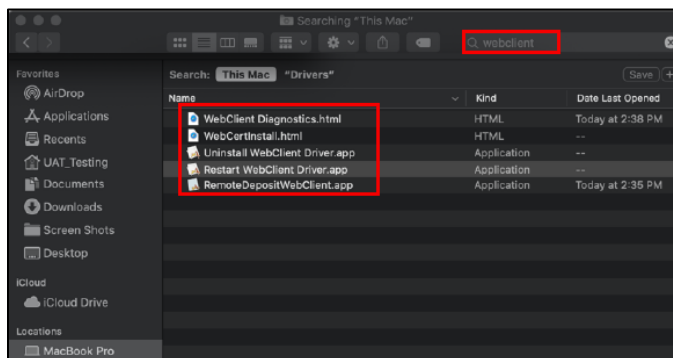 Searching "This Mac"
webclient
Favorites
AirDrop
Applications
Recents
UAT_Testing
Documents
Downloads
Screen Shots
Desktop
iCloud
iCloud Drive
Locations
MacBook Pro
Search: This Mac "Drivers" Save +
Name Kind Date Last Opened
WebClient Diagnostics.html HTML Today at 2:38 PM
WebCertInstall.html HTML --
Uninstall WebClient Driver.app Application --
Restart WebClient Driver.app Application --
RemoteDepositWebClient.app Application Today at 2:35 PM